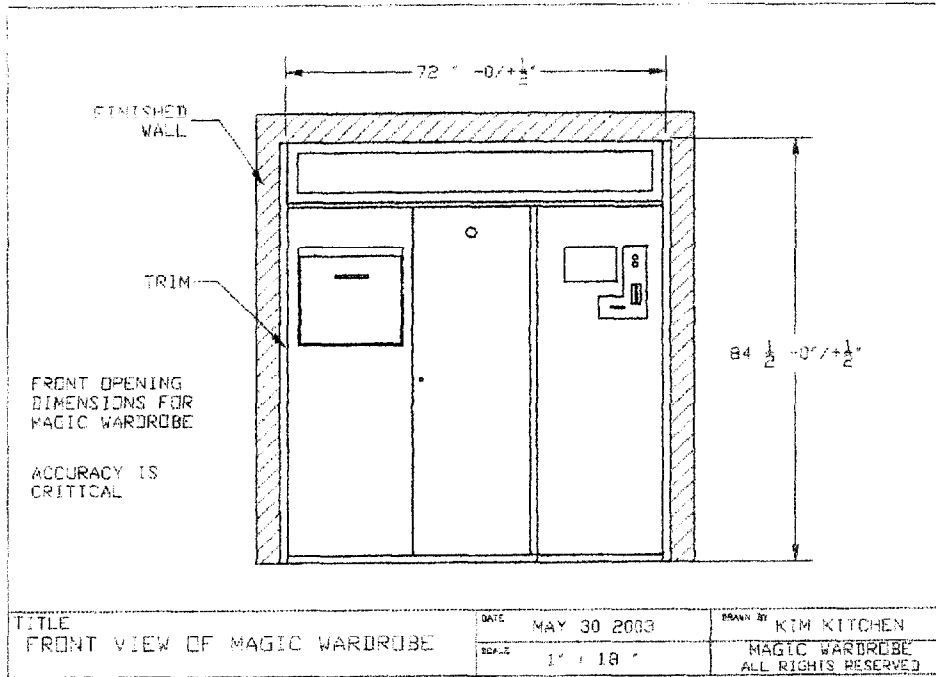 72 " -0/+½"
FINISHED
WALL
TRIM
84 ½ -0"/+½"
FRONT OPENING
DIMENSIONS FOR
MAGIC WARDROBE
ACCURACY IS
CRITICAL
TITLE
FRONT VIEW OF MAGIC WARDROBE
DATE MAY 30 2003
SCALE 1" / 18 "
DRAWN BY KIM KITCHEN
MAGIC WARDROBE
ALL RIGHTS RESERVED